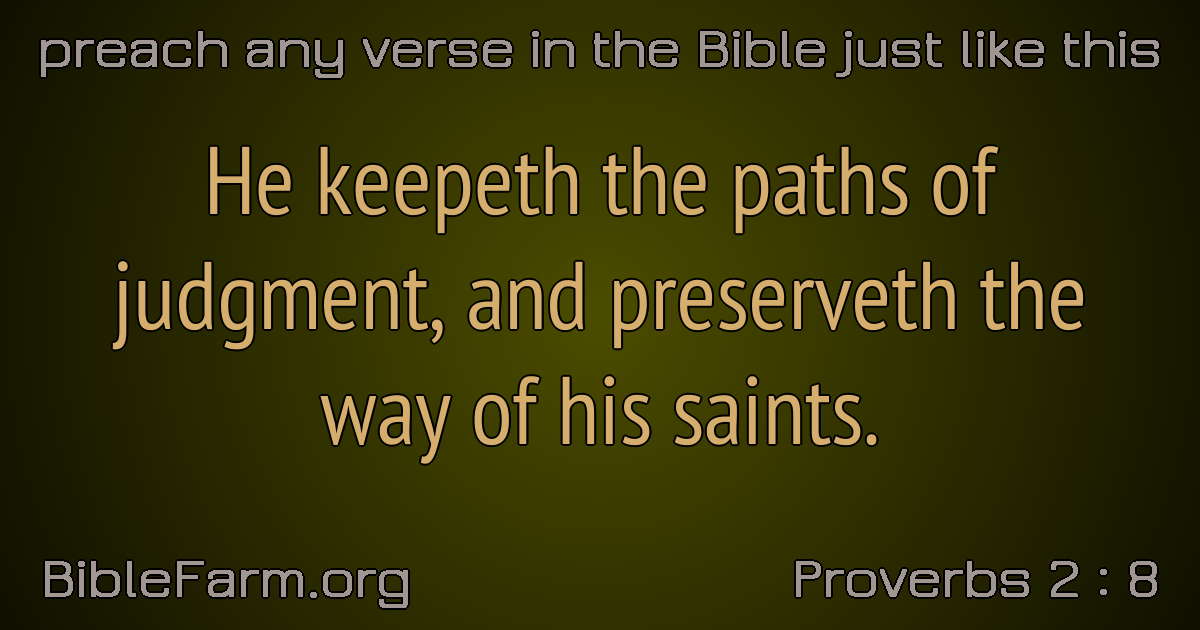 preach any verse in the Bible just like this
He keepeth the paths of
judgment, and preserveth the
way of his saints.
BibleFarm.org
Proverbs 2 : 8